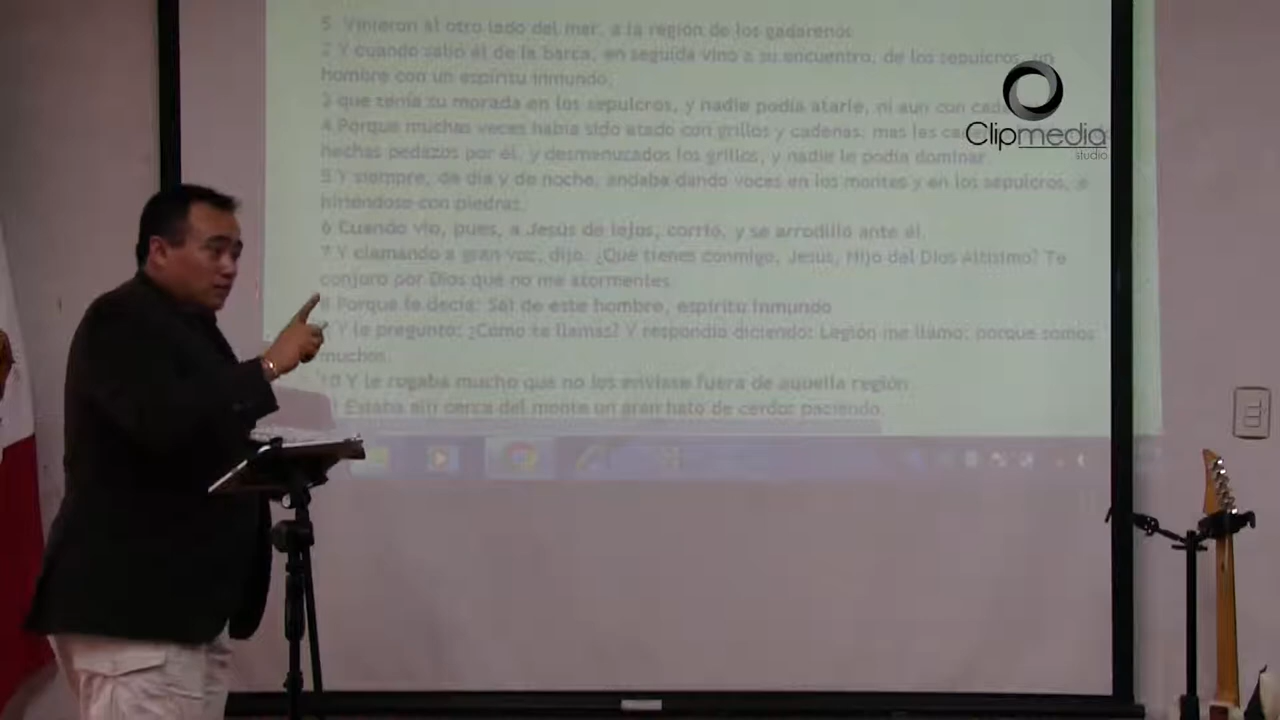 5 Vinieron al otro lado del mar, a la región de los gadarenos
2 Y cuando salió él de la barca, en seguida vino a su encuentro, de los sepulcros, un
hombre con un espíritu inmundo,
3 que tenía su morada en los sepulcros, y nadie podía atarle, ni aun con
4 Porque muchas veces había sido atado con grillos y cadenas, mas las
hechas pedazos por él, y desmenuzados los grillos, y nadie le podía dominar.
5 Y siempre, de día y de noche, andaba dando voces en los montes y en los sepulcros, e
hiriéndose con piedras.
6 Cuando vio, pues, a Jesús de lejos, corrió, y se arrodilló ante él.
7 Y clamando a gran voz, dijo: ¿Qué tienes conmigo, Jesús, Hijo del Dios Altísimo? Te
conjuro por Dios que no me atormentes.
8 Porque le decía: Sal de este hombre, espíritu inmundo
Y le preguntó: ¿Cómo te llamas? Y respondió diciendo: Legión me llamo; porque somos
muchos.
10 Y le rogaba mucho que no los enviase fuera de aquella región
Estaba allí cerca del monte un gran hato de cerdos paciendo.
Clipmedia
studio